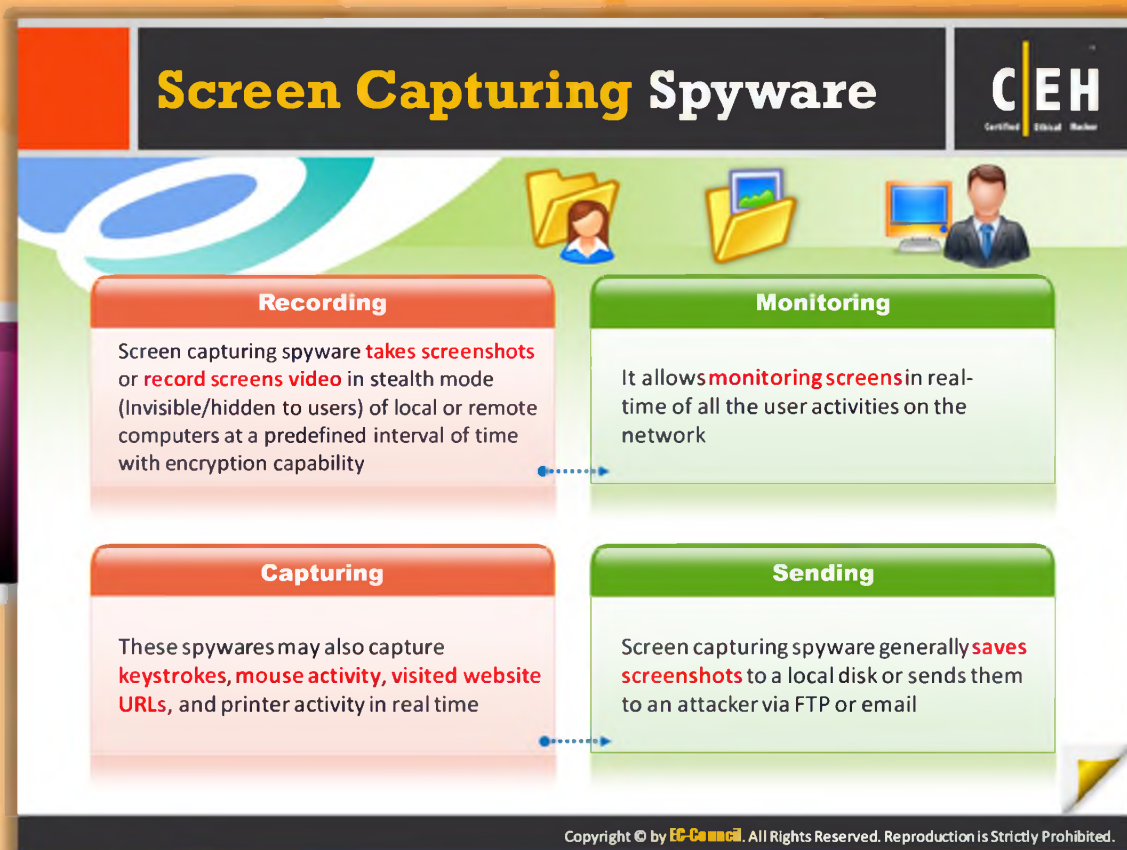 Screen Capturing Spyware
C EH
Certified Ethical Hacker
Recording
Screen capturing spyware takes screenshots
or record screens video in stealth mode
(Invisible/hidden to users) of local or remote
computers at a predefined interval of time
with encryption capability
Monitoring
It allows monitoring screens in real-
time of all the user activities on the
network
Capturing
These spywares may also capture
keystrokes, mouse activity, visited website
URLs, and printer activity in real time
Sending
Screen capturing spyware generally saves
screenshots to a local disk or sends them
to an attacker via FTP or email
Copyright © by EC-Council. All Rights Reserved. Reproduction is Strictly Prohibited.